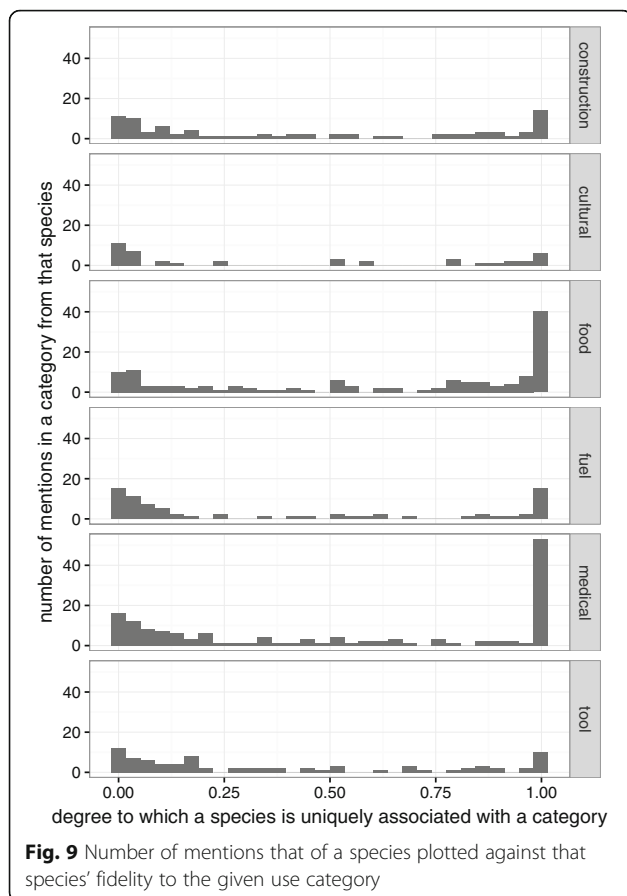 40
20
0
construction
40
20
0
cultural
40
20
0
food
40
20
0
fuel
40
20
0
medical
40
20
0
tool
number of mentions in a category from that species
0.00 0.25 0.50 0.75 1.00
degree to which a species is uniquely associated with a category
Fig. 9 Number of mentions that of a species plotted against that
species' fidelity to the given use category